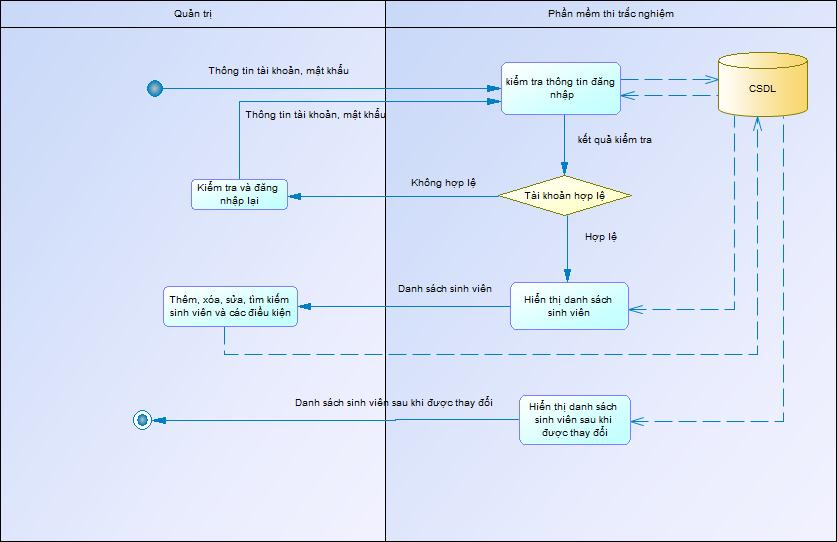 Quản trị
Phần mềm thi trắc nghiệm
Thông tin tài khoản, mật khẩu
kiểm tra thông tin đăng
nhập
CSDL
Thông tin tài khoản, mật khẩu
kết quả kiểm tra
Kiểm tra và đăng
nhập lại
Không hợp lệ
Tài khoản hợp lệ
Hợp lệ
Thêm, xóa, sửa, tìm kiếm
sinh viên và các điều kiện
Danh sách sinh viên
Hiển thị danh sách
sinh viên
Danh sách sinh viên sau khi được thay đổi
Hiển thị danh sách
sinh viên sau khi
được thay đổi